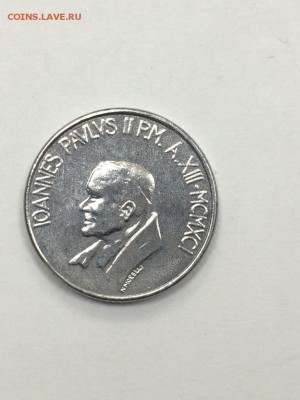 COINS.LAVE.RU
IOANNES PAVLVS II P.M. A. XIII · MCMXCI